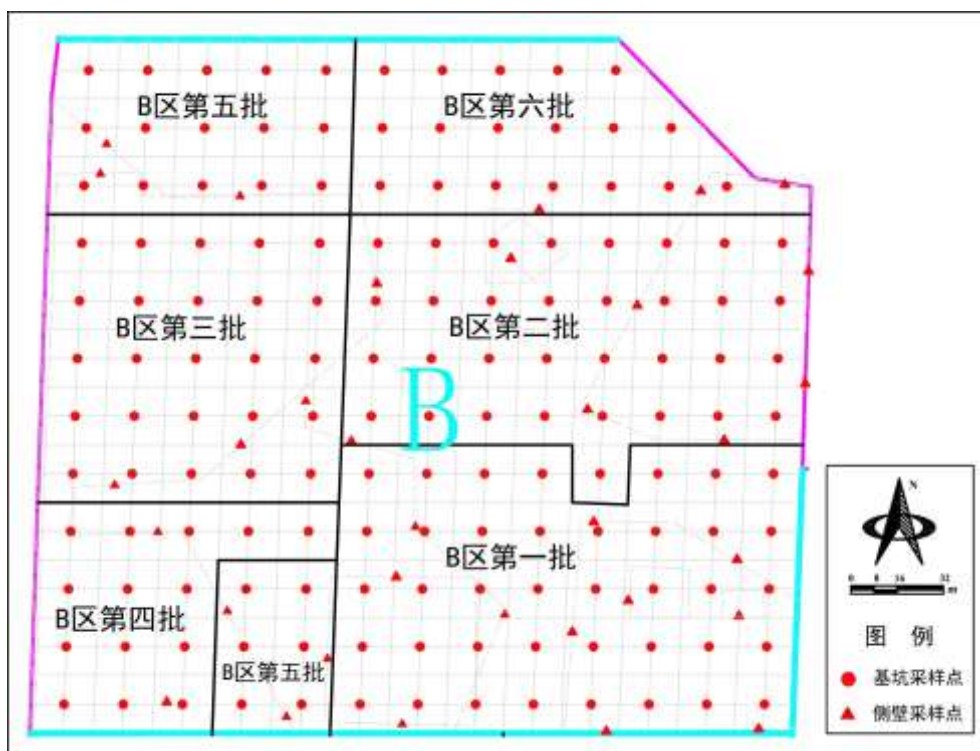 B区第五批
B区第六批
B区第三批
B区第二批
B
B区第一批
B区第四批
B区第五批
N
0 8 16 32
m
图 例
基坑采样点
侧壁采样点